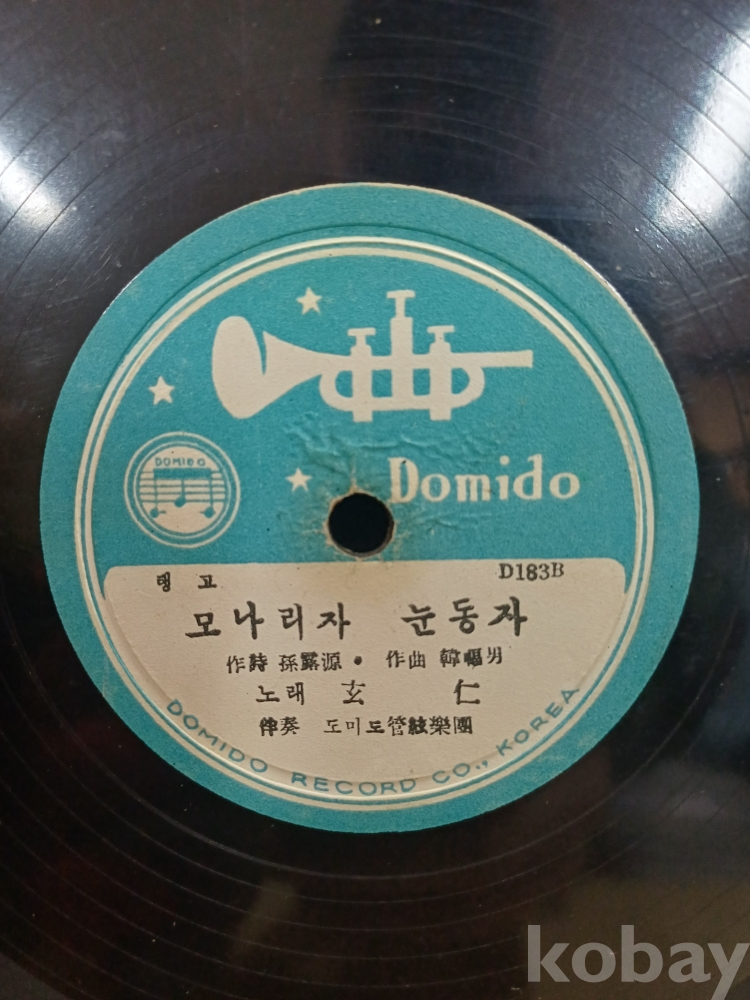 DOMIDO
Domido
탱고 D183B
모나리자 눈동자
作詩 孫露源 • 作曲 韓福男
노래 玄仁
伴奏 도미도管絃樂團
DOMIDO RECORD CO., KOREA
kobay